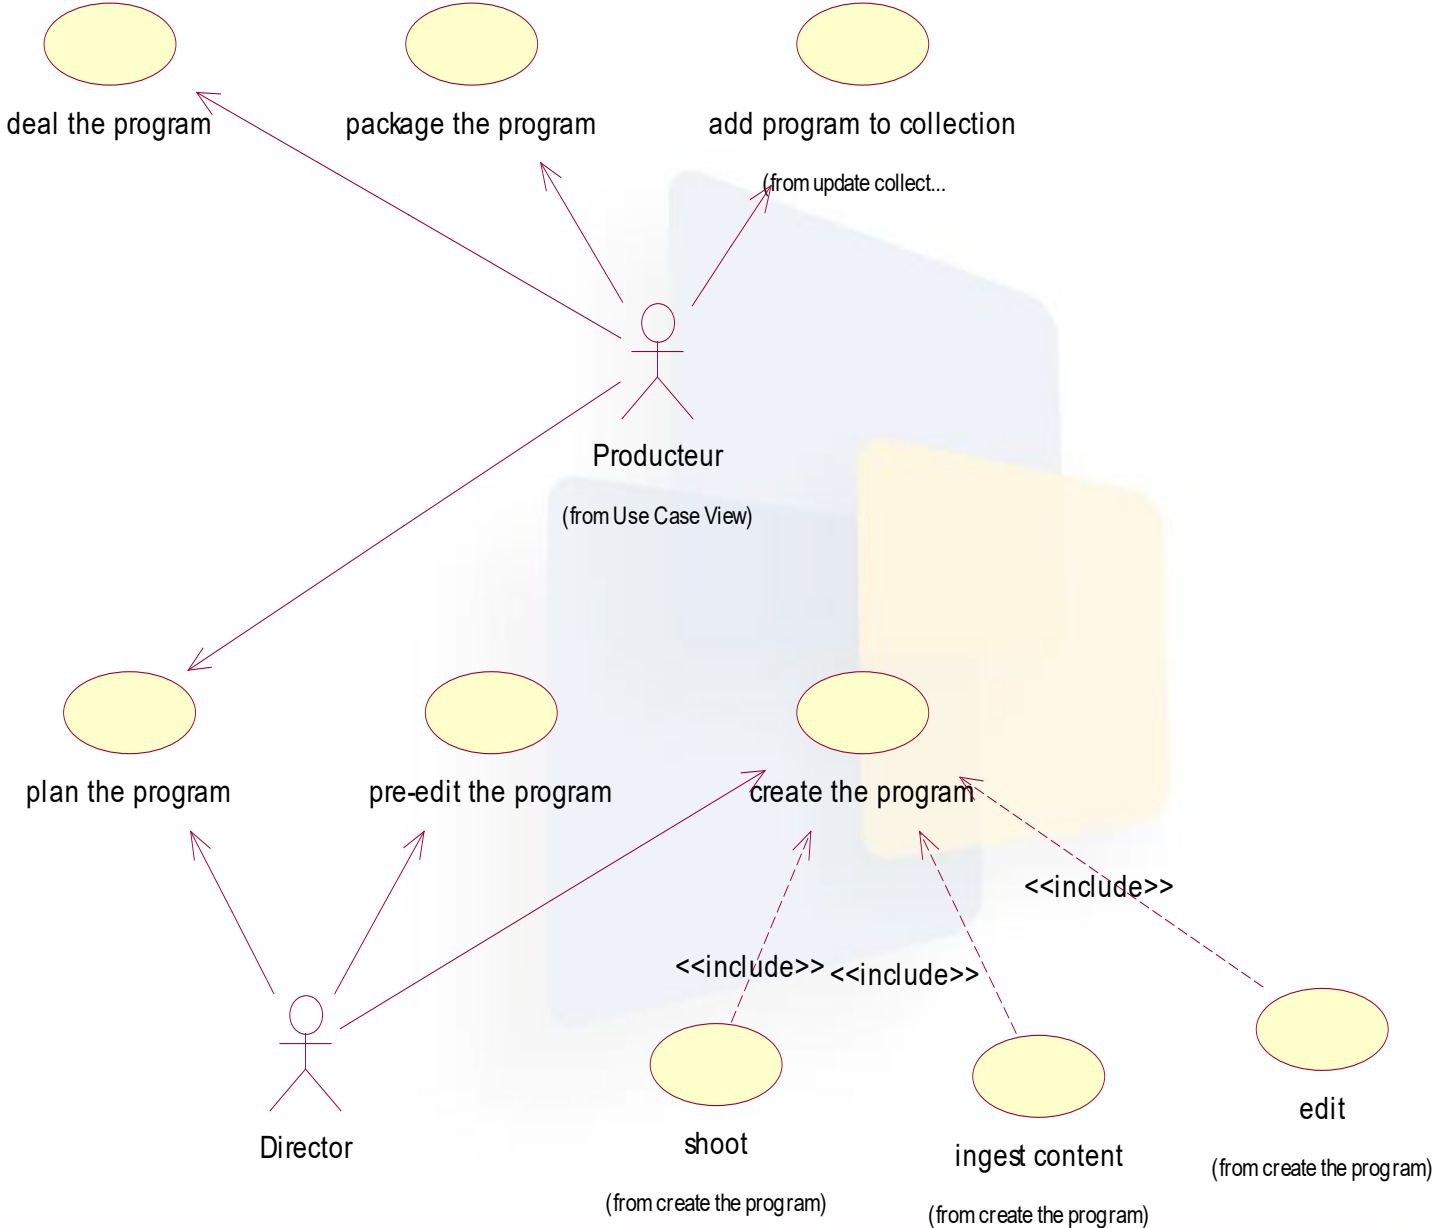 deal the program
package the program
add program to collection
(from update collect...
Producteur
(from Use Case View)
plan the program
pre-edit the program
create the program
<<include>>
<<include>>
<<include>>
Director
shoot
(from create the program)
ingest content
(from create the program)
edit
(from create the program)